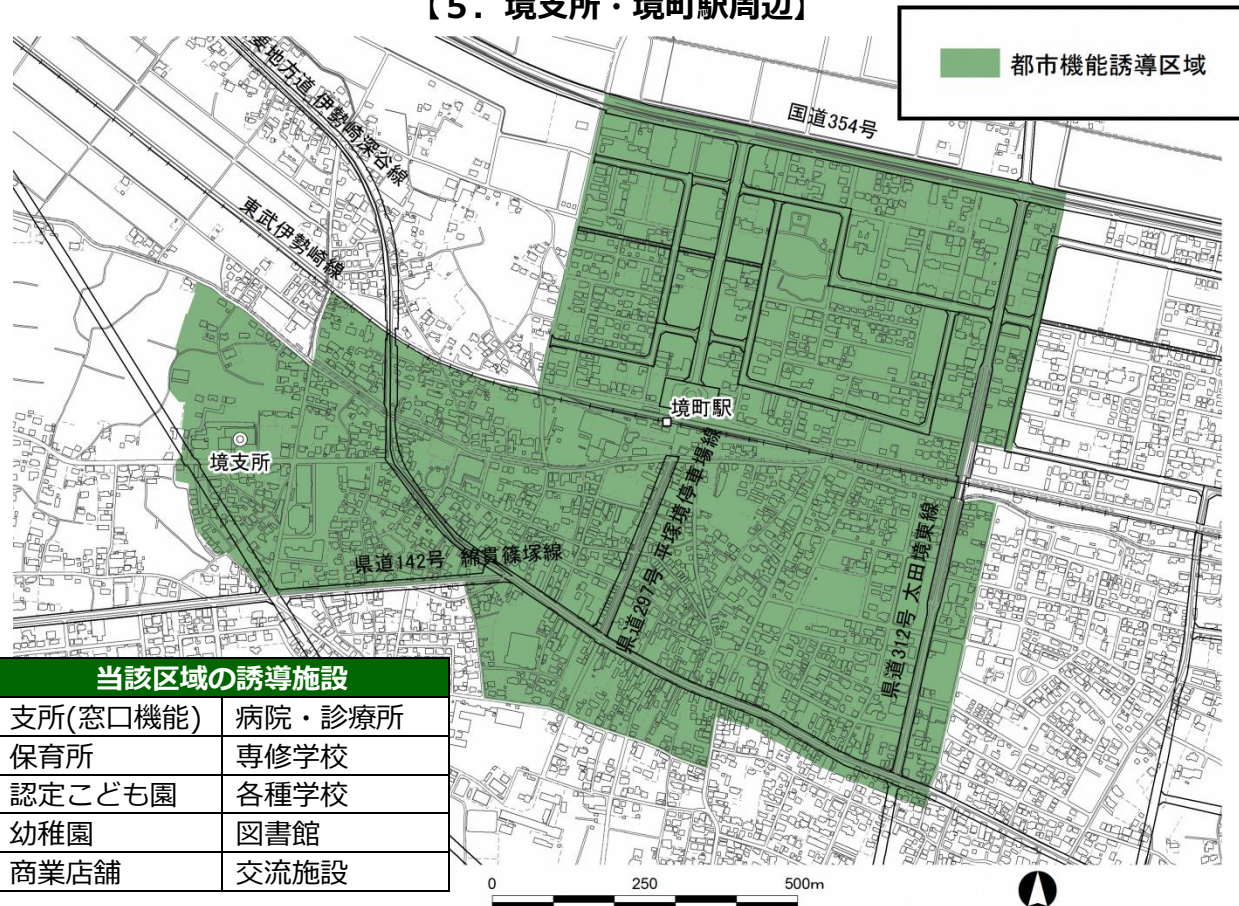 【5．境支所・境町駅周辺】
都市機能誘導区域
国道354号
要地方道 伊勢崎深谷線
東武伊勢崎線
境町駅
境支所
県道142号 綿貫篠塚線
県道297号 平塚境停車場線
県道312号 太田境東線
当該区域の誘導施設
支所(窓口機能) 病院・診療所
保育所 専修学校
認定こども園 各種学校
幼稚園 図書館
商業店舗 交流施設
0 250 500m